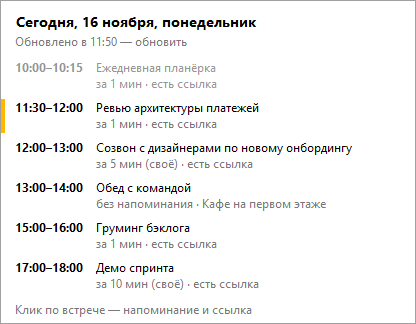 Сегодня, 16 ноября, понедельник
Обновлено в 11:50 — обновить
10:00–10:15 Ежедневная планёрка
за 1 мин · есть ссылка
11:30–12:00 Ревью архитектуры платежей
за 1 мин · есть ссылка
12:00–13:00 Созвон с дизайнерами по новому онбордингу
за 5 мин (своё) · есть ссылка
13:00–14:00 Обед с командой
без напоминания · Кафе на первом этаже
15:00–16:00 Груминг бэклога
за 1 мин · есть ссылка
17:00–18:00 Демо спринта
за 10 мин (своё) · есть ссылка
Клик по встрече — напоминание и ссылка